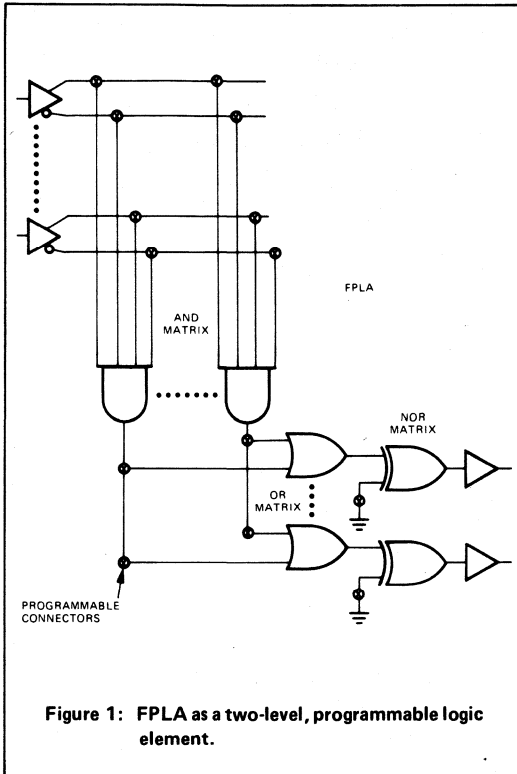 FPLA
AND
MATRIX
NOR
MATRIX
OR
MATRIX
PROGRAMMABLE
CONNECTORS
Figure 1: FPLA as a two-level, programmable logic
element.